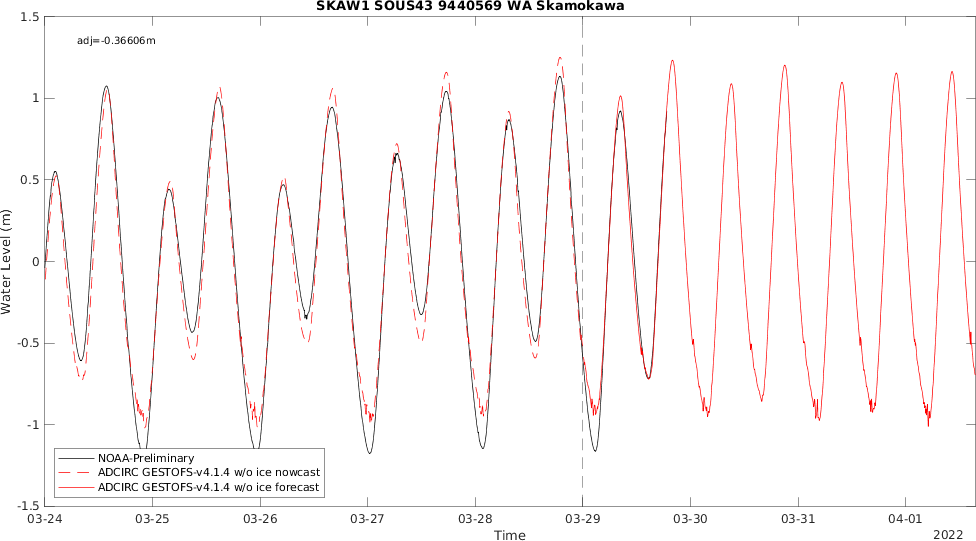 SKAW1 SOUS43 9440569 WA Skamokawa
adj=-0.36606m
1.5
1
0.5
0
-0.5
-1
-1.5
Water Level (m)
NOAA-Preliminary
ADCIRC GESTOFS-v4.1.4 w/o ice nowcast
ADCIRC GESTOFS-v4.1.4 w/o ice forecast
03-24 03-25 03-26 03-27 03-28 03-29 03-30 03-31 04-01
Time
2022